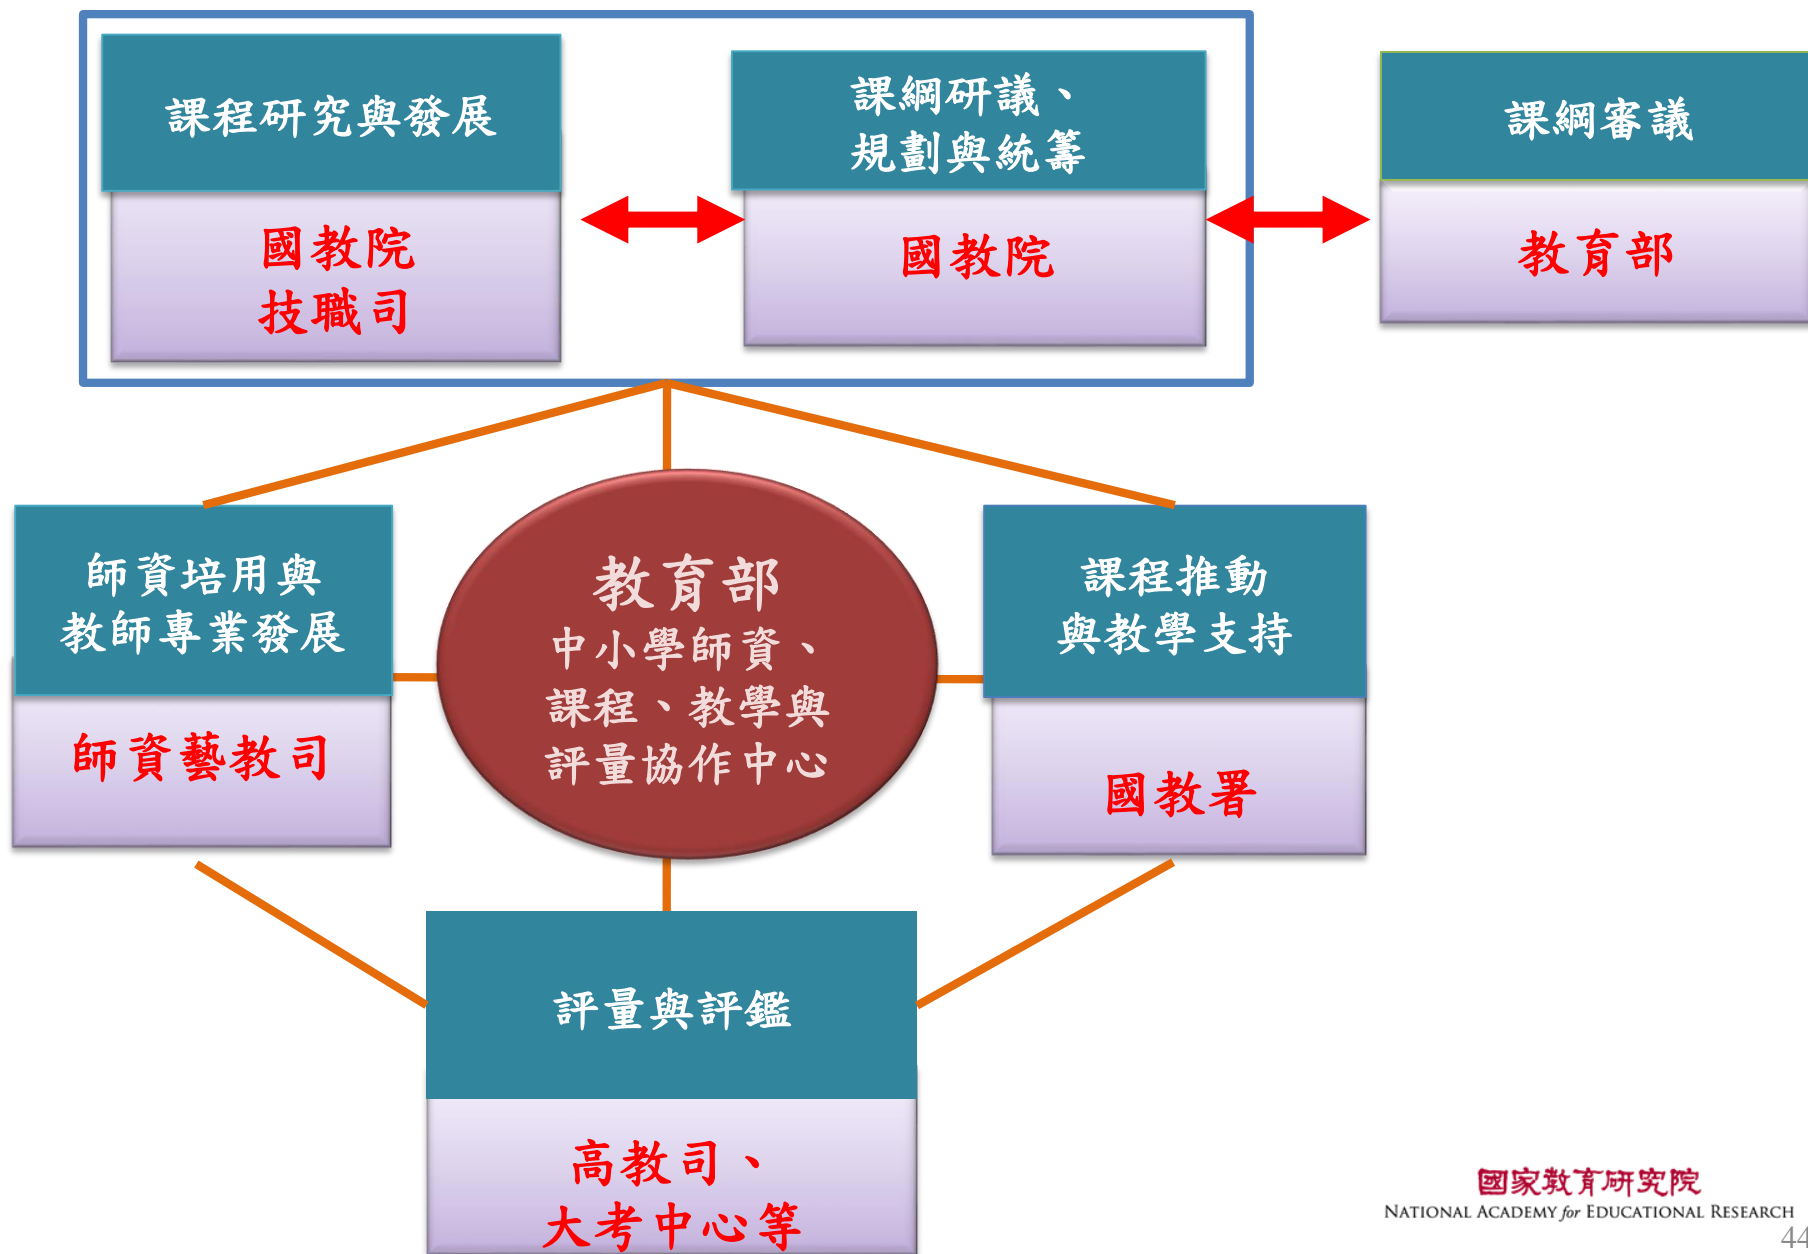 課程研究與發展
國教院
技職司
課綱研議、
規劃與統籌
國教院
課綱審議
教育部
師資培用與
教師專業發展
師資藝教司
教育部
中小學師資、
課程、教學與
評量協作中心
課程推動
與教學支持
國教署
評量與評鑑
高教司、
大考中心等
國家教育研究院
NATIONAL ACADEMY for EDUCATIONAL RESEARCH
44